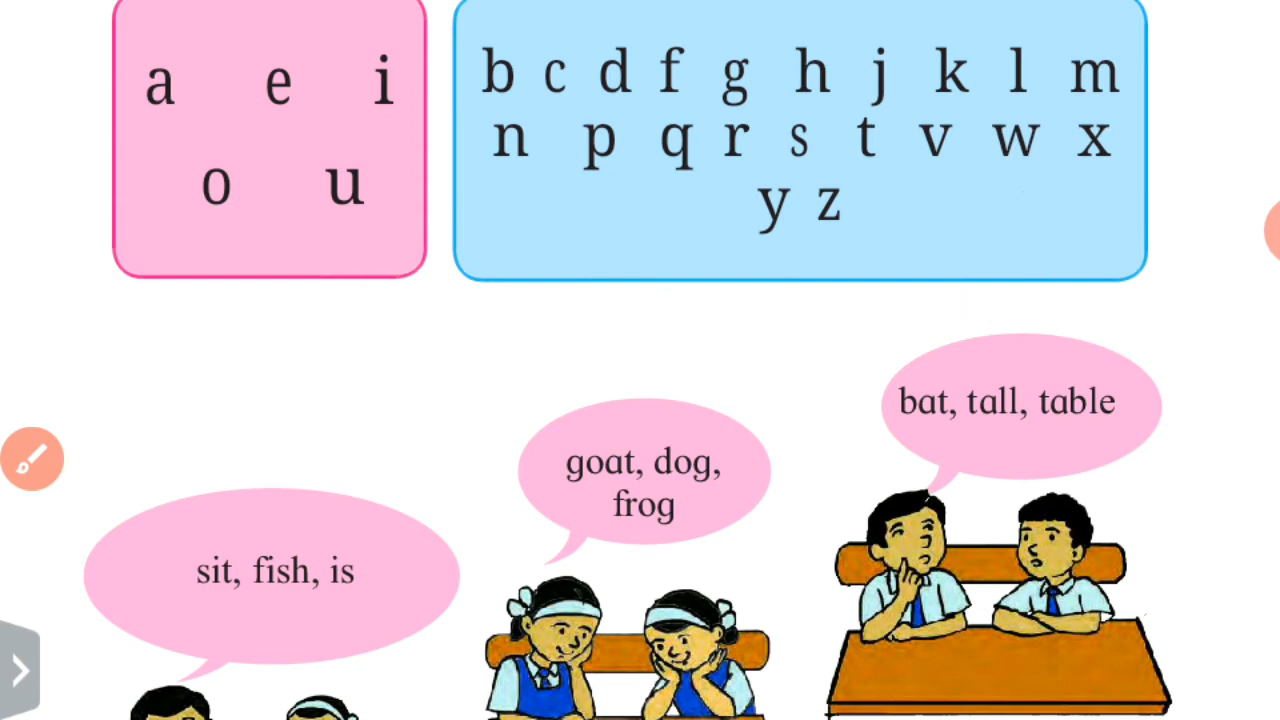 a e i
o u
b c d f g h j k l m
n p q r s t v w x
y z
bat, tall, table
goat, dog,
frog
sit, fish, is